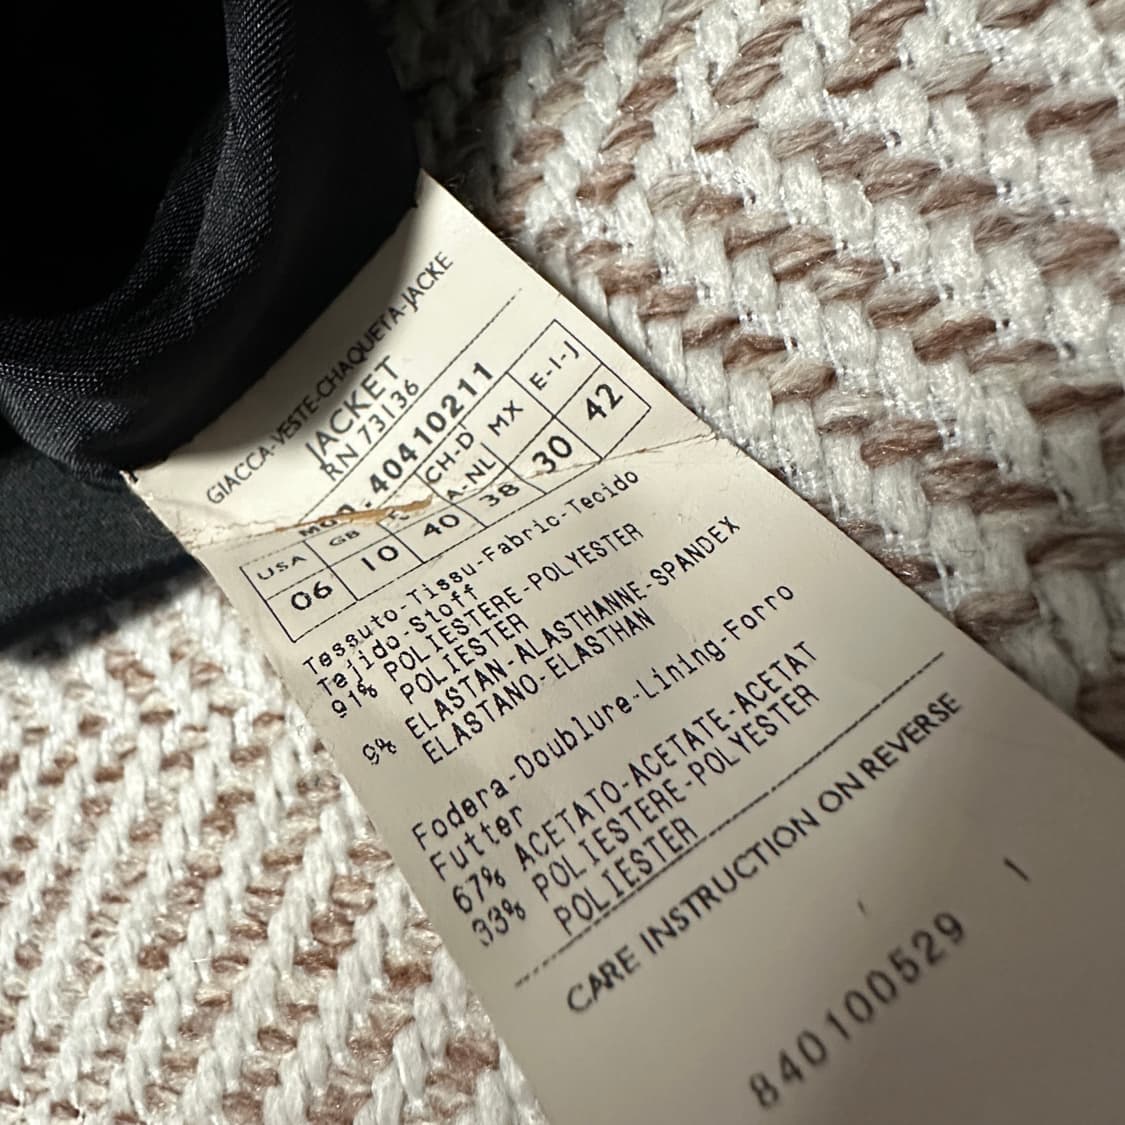 GIACCA-VESTE-CHAQUETA-JACKE
JACKET
RN 73136
40410211
USA GB CH-D MX E-I-J
A-NL
06 10 40 38 30 42
Tessuto-Tissu-Fabric-Tecido
Tejido-Stoff
91% POLIESTERE-POLYESTER
POLIESTER
9% ELASTAN-ALASTHANNE-SPANDEX
ELASTANO-ELASTHAN
Fodera-Doublure-Lining-Forro
Futter
67% ACETATO-ACETATE-ACETAT
33% POLIESTERE-POLYESTER
POLIESTER
CARE INSTRUCTION ON REVERSE
1
840100529